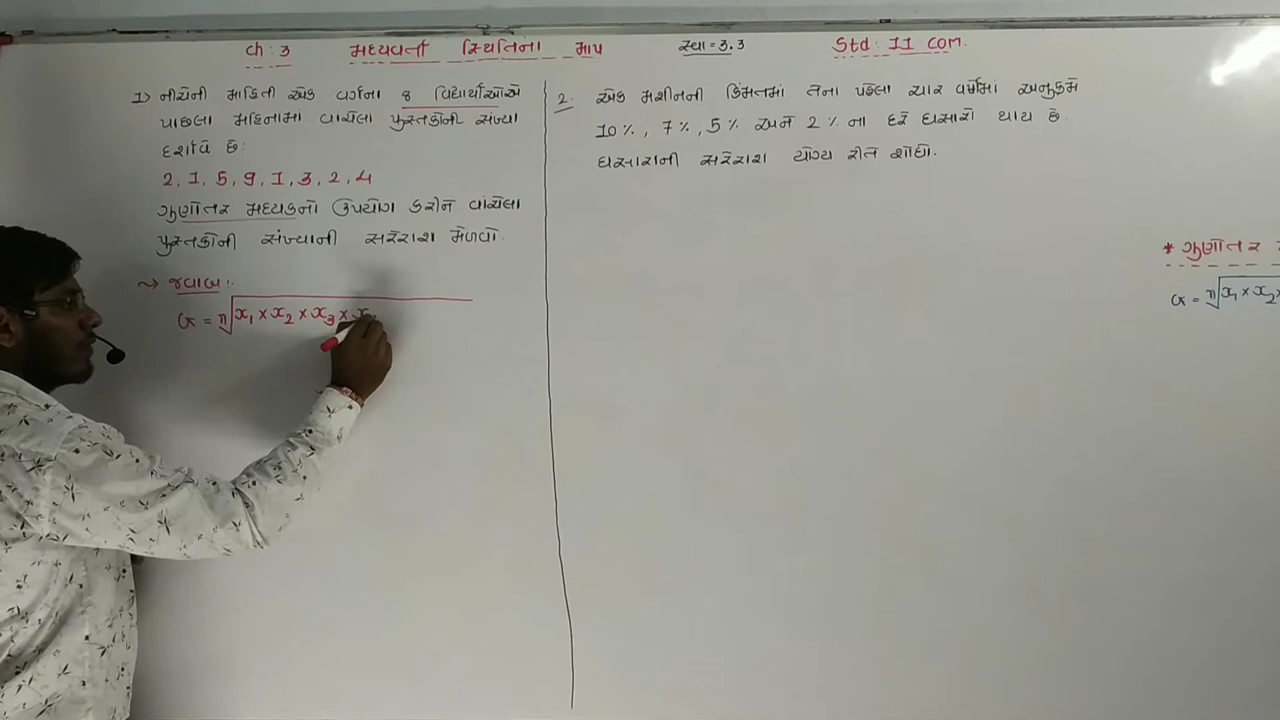 ch : 3 મધ્યવર્તી સ્થિતિના માપ સ્વા = 3.3 Std : 11 com.
1) નીચેની માહિતી એક વર્ગના 8 વિદ્યાર્થીઓએ
પાછલા મહિનામાં વાંચેલા પુસ્તકોની સંખ્યા
દર્શાવે છે:
2, 1, 5, 9, 1, 3, 2, 4
ગુણોતર મધ્યકનો ઉપયોગ કરીને વાંચેલા
પુસ્તકોની સંખ્યાની સરેરાશ મેળવો.
→ જવાબ :
G = n√x₁ × x₂ × x₃ × x
2. એક મશીનની કિંમતમાં તેના પહેલા ચાર વર્ષોમાં અનુક્રમે
10%, 7%, 5% અને 2% ના દરે ઘસારો થાય છે.
ઘસારાની સરેરાશ યોગ્ય રીતે શોધો.
* ગુણોતર
G = n√x₁ × x₂